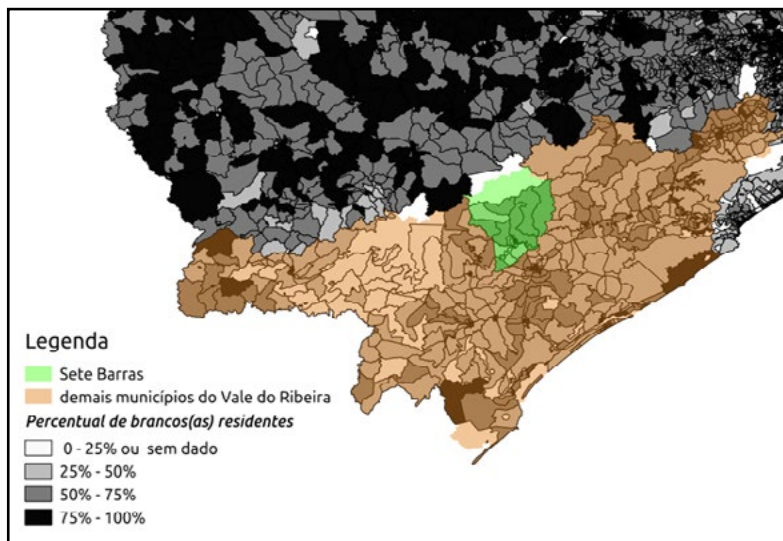 Legenda
Sete Barras
demais municípios do Vale do Ribeira
Percentual de brancos(as) residentes
0 - 25% ou sem dado
25% - 50%
50% - 75%
75% - 100%